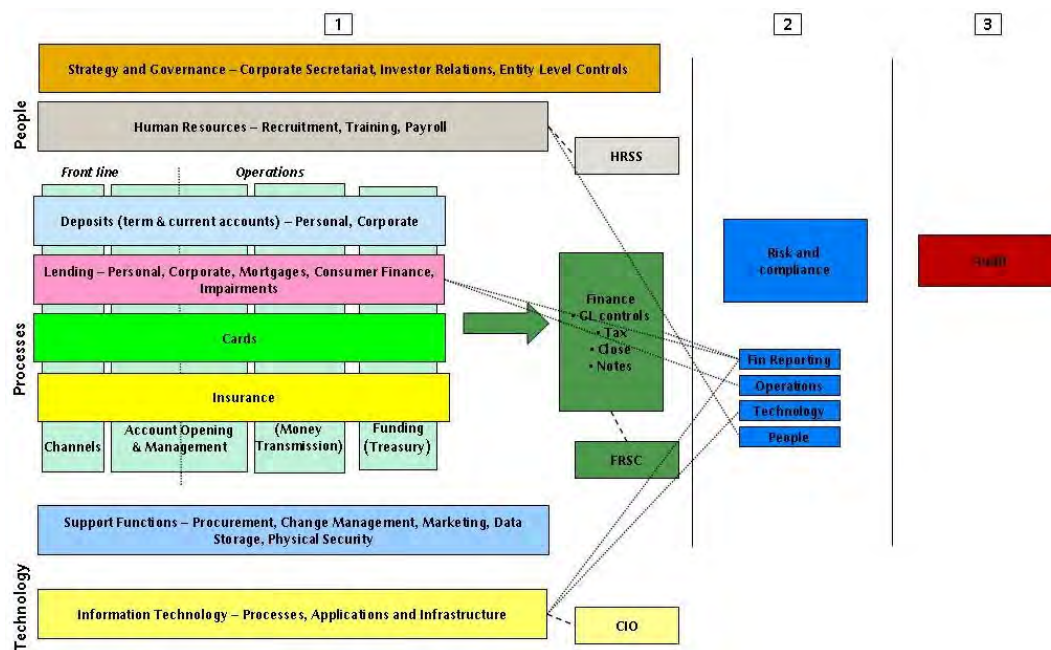 1
2
3
Strategy and Governance – Corporate Secretariat, Investor Relations, Entity Level Controls
People
Human Resources – Recruitment, Training, Payroll
HRSS
Front line
Operations
Deposits (term & current accounts) – Personal, Corporate
Lending – Personal, Corporate, Mortgages, Consumer Finance,
Impairments
Cards
Insurance
Processes
Channels
Account Opening
& Management
(Money
Transmission)
Funding
(Treasury)
Finance
• GL controls
• Tax
• Close
• Notes
FRSC
Risk and
compliance
Audit
Fin Reporting
Operations
Technology
People
Support Functions – Procurement, Change Management, Marketing, Data
Storage, Physical Security
Technology
Information Technology – Processes, Applications and Infrastructure
CIO